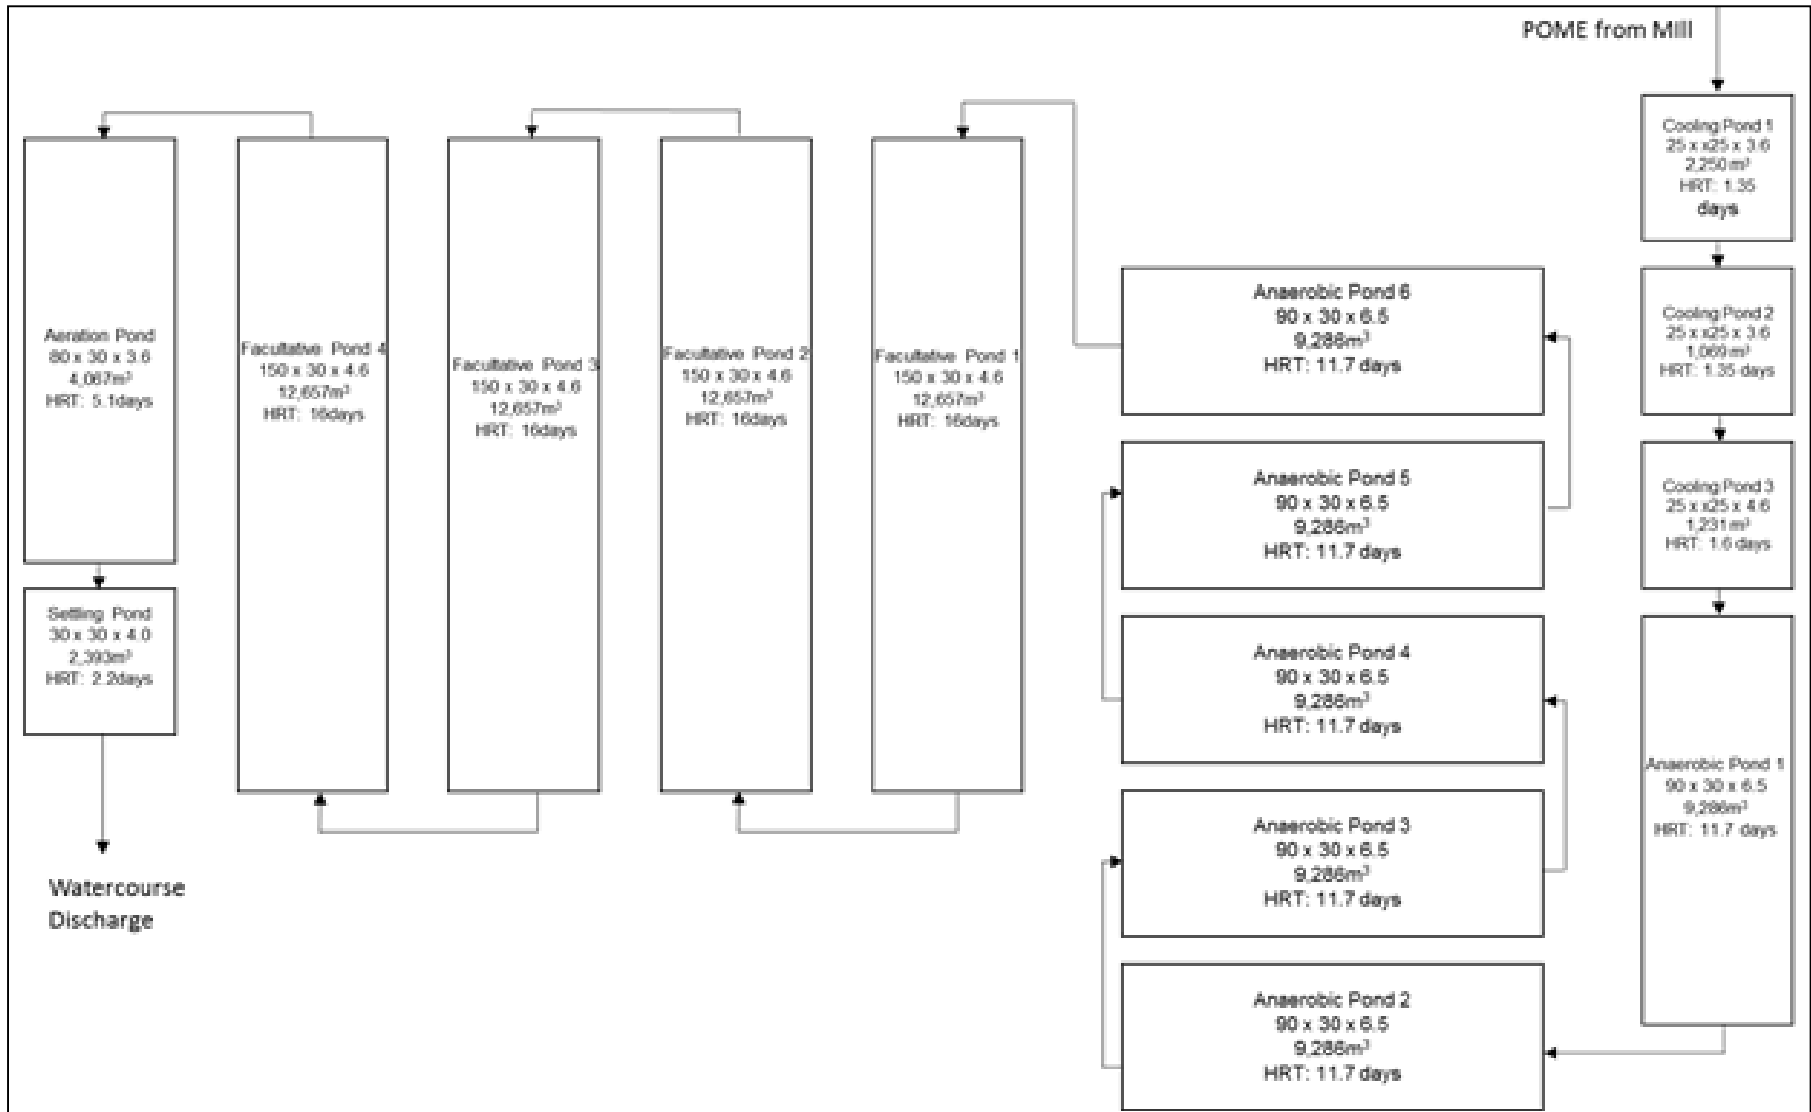 POME from Mill
Cooling Pond 1
25 x x25 x 3.6
2,250 m³
HRT: 1.35
days
Cooling Pond 2
25 x x25 x 3.6
1,069m³
HRT: 1.35 days
Cooling Pond 3
25 x x25 x 4.6
1,231m³
HRT: 1.6 days
Anaerobic Pond 1
90 x 30 x 6.5
9,286m³
HRT: 11.7 days
Anaerobic Pond 2
90 x 30 x 6.5
9,286m³
HRT: 11.7 days
Anaerobic Pond 3
90 x 30 x 6.5
9,286m³
HRT: 11.7 days
Anaerobic Pond 4
90 x 30 x 6.5
9,286m³
HRT: 11.7 days
Anaerobic Pond 5
90 x 30 x 6.5
9,286m³
HRT: 11.7 days
Anaerobic Pond 6
90 x 30 x 6.5
9,286m³
HRT: 11.7 days
Facultative Pond 1
150 x 30 x 4.6
12,657m³
HRT: 16days
Facultative Pond 2
150 x 30 x 4.6
12,657m³
HRT: 16days
Facultative Pond 3
150 x 30 x 4.6
12,657m³
HRT: 16days
Facultative Pond 4
150 x 30 x 4.6
12,657m³
HRT: 16days
Aeration Pond
80 x 30 x 3.6
4,067m³
HRT: 5.1days
Settling Pond
30 x 30 x 4.0
2,393m³
HRT: 2.2days
Watercourse
Discharge